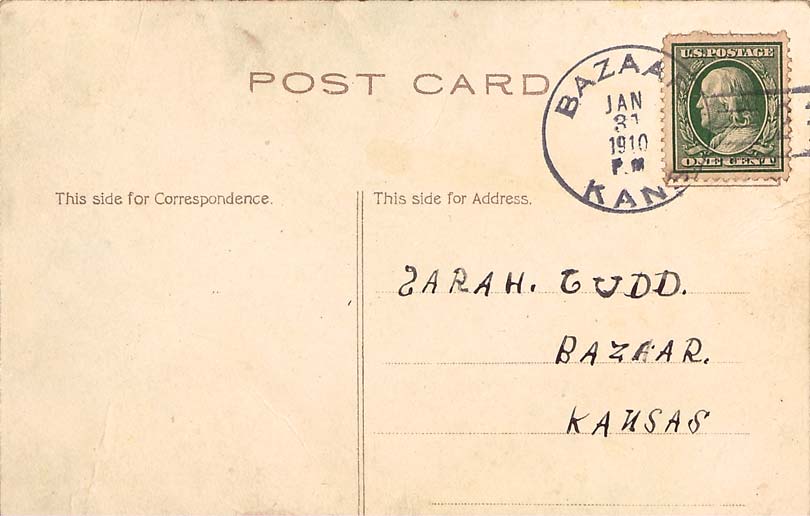 POST CARD
BAZAAR
JAN
31
1910
P.M
KANS
U.S. POSTAGE
ONE CENT
This side for Correspondence.
This side for Address.
SARAH. CUDD.
BAZAAR.
KANSAS